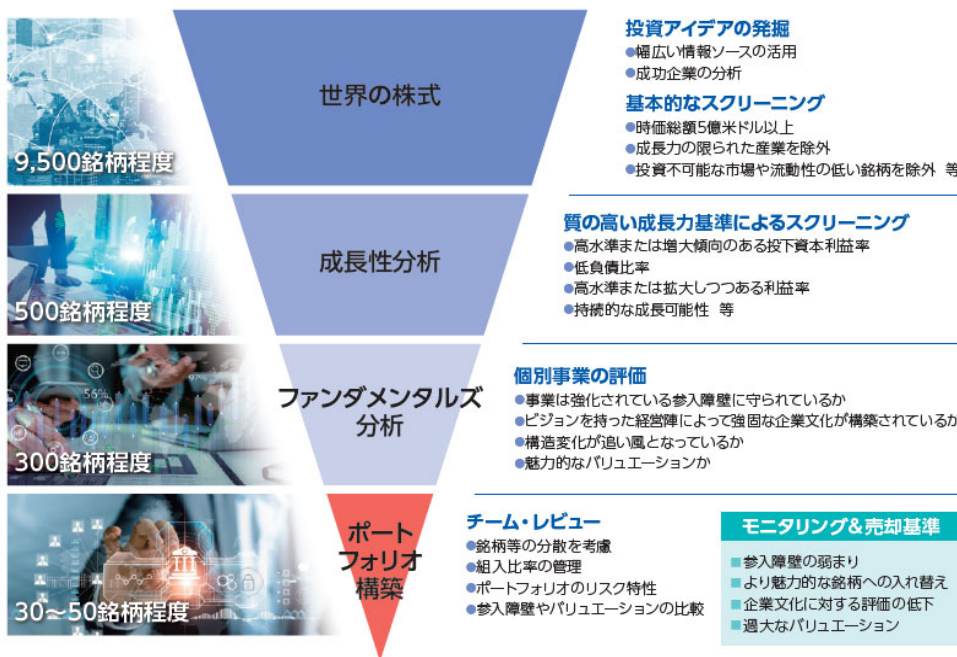 世界の株式
9,500銘柄程度
投資アイデアの発掘
●幅広い情報ソースの活用
●成功企業の分析
基本的なスクリーニング
●時価総額5億米ドル以上
●成長力の限られた産業を除外
●投資不可能な市場や流動性の低い銘柄を除外 等
成長性分析
500銘柄程度
質の高い成長力基準によるスクリーニング
●高水準または増大傾向のある投下資本利益率
●低負債比率
●高水準または拡大しつつある利益率
●持続的な成長可能性 等
ファンダメンタルズ
分析
56%
300銘柄程度
個別事業の評価
●事業は強化されている参入障壁に守られているか
●ビジョンを持った経営陣によって強固な企業文化が構築されているか
●構造変化が追い風となっているか
●魅力的なバリュエーションか
ポート
フォリオ
構築
30～50銘柄程度
チーム・レビュー
●銘柄等の分散を考慮
●組入比率の管理
●ポートフォリオのリスク特性
●参入障壁やバリュエーションの比較
モニタリング&売却基準
■参入障壁の弱まり
■より魅力的な銘柄への入れ替え
■企業文化に対する評価の低下
■過大なバリュエーション